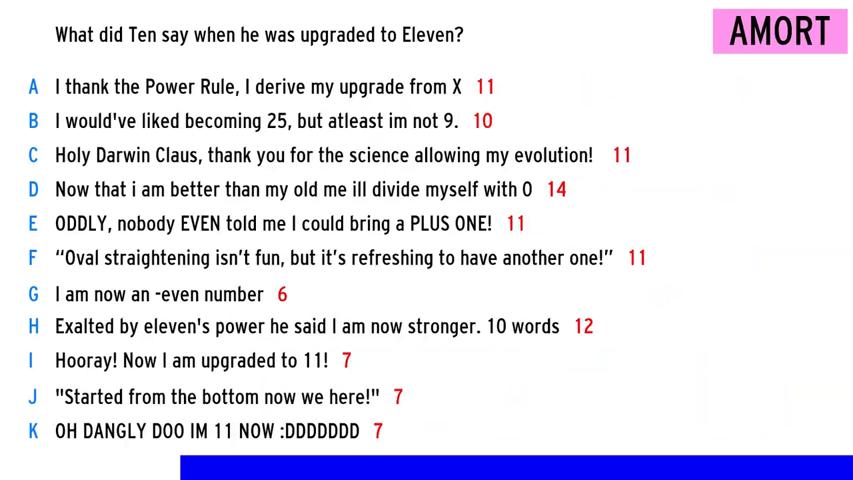 What did Ten say when he was upgraded to Eleven?
AMORT
A I thank the Power Rule, I derive my upgrade from X 11
B I would've liked becoming 25, but atleast im not 9. 10
C Holy Darwin Claus, thank you for the science allowing my evolution! 11
D Now that i am better than my old me ill divide myself with 0 14
E ODDLY, nobody EVEN told me I could bring a PLUS ONE! 11
F “Oval straightening isn’t fun, but it’s refreshing to have another one!” 11
G I am now an -even number 6
H Exalted by eleven's power he said I am now stronger. 10 words 12
I Hooray! Now I am upgraded to 11! 7
J "Started from the bottom now we here!" 7
K OH DANGLY DOO IM 11 NOW :DDDDDDD 7